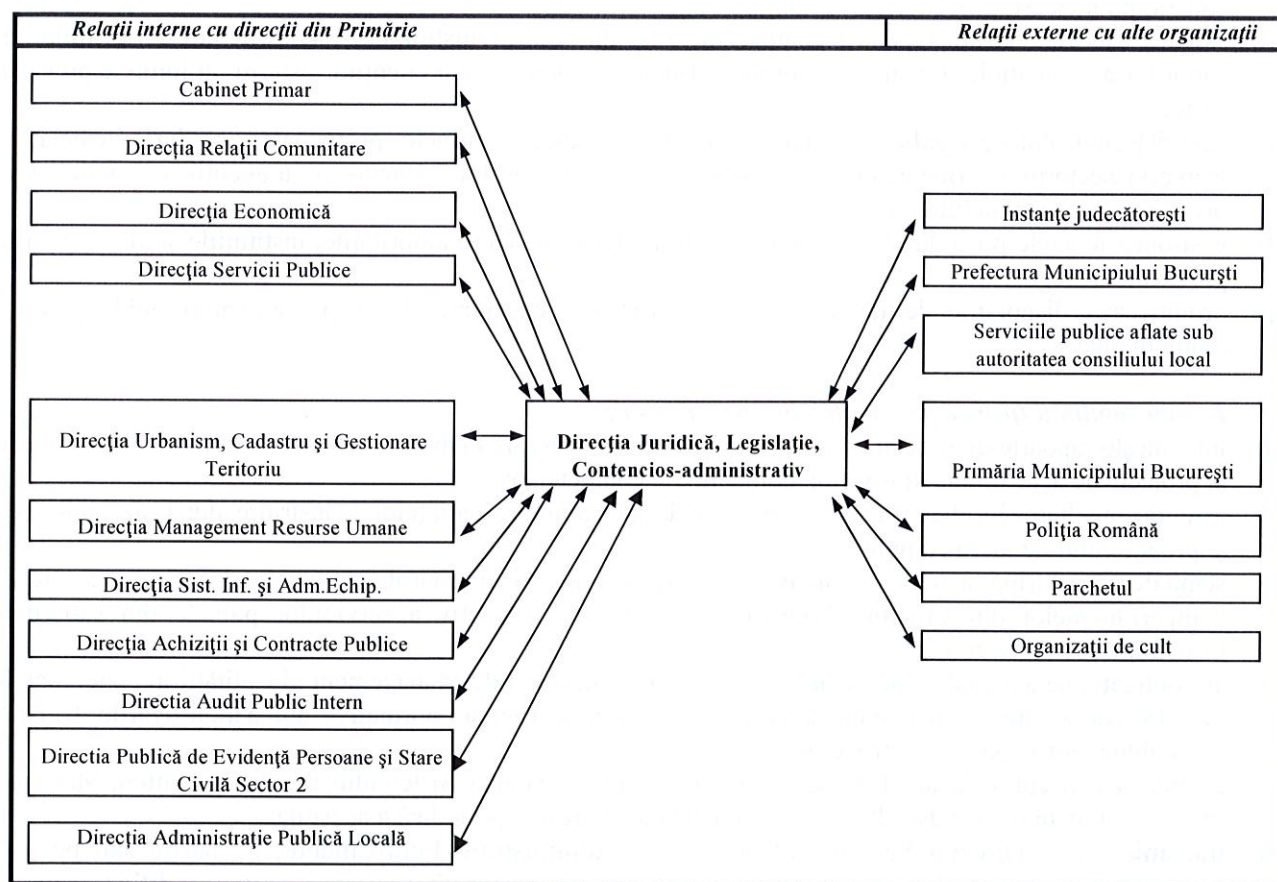 Relaţii interne cu direcţii din Primărie
Relaţii externe cu alte organizaţii
Cabinet Primar
Direcția Relaţii Comunitare
Direcţia Economică
Direcţia Servicii Publice
Direcţia Urbanism, Cadastru şi Gestionare
Teritoriu
Direcţia Management Resurse Umane
Direcţia Sist. Inf. şi Adm.Echip.
Direcţia Achiziţii şi Contracte Publice
Directia Audit Public Intern
Directia Publică de Evidenţă Persoane şi Stare
Civilă Sector 2
Direcţia Administraţie Publică Locală
Direcţia Juridică, Legislaţie,
Contencios-administrativ
Instanţe judecătoreşti
Prefectura Municipiului Bucurşti
Serviciile publice aflate sub
autoritatea consiliului local
Primăria Municipiului Bucureşti
Poliţia Română
Parchetul
Organizaţii de cult